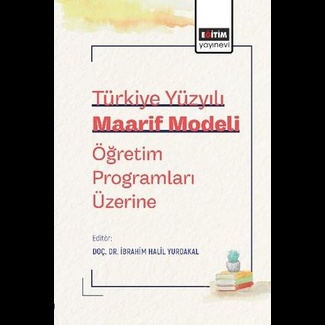 EĞİTİM
yayınevi
Türkiye Yüzyılı
Maarif Modeli
Öğretim
Programları
Üzerine
Editör:
DOÇ. DR. İBRAHİM HALİL YURDAKAL